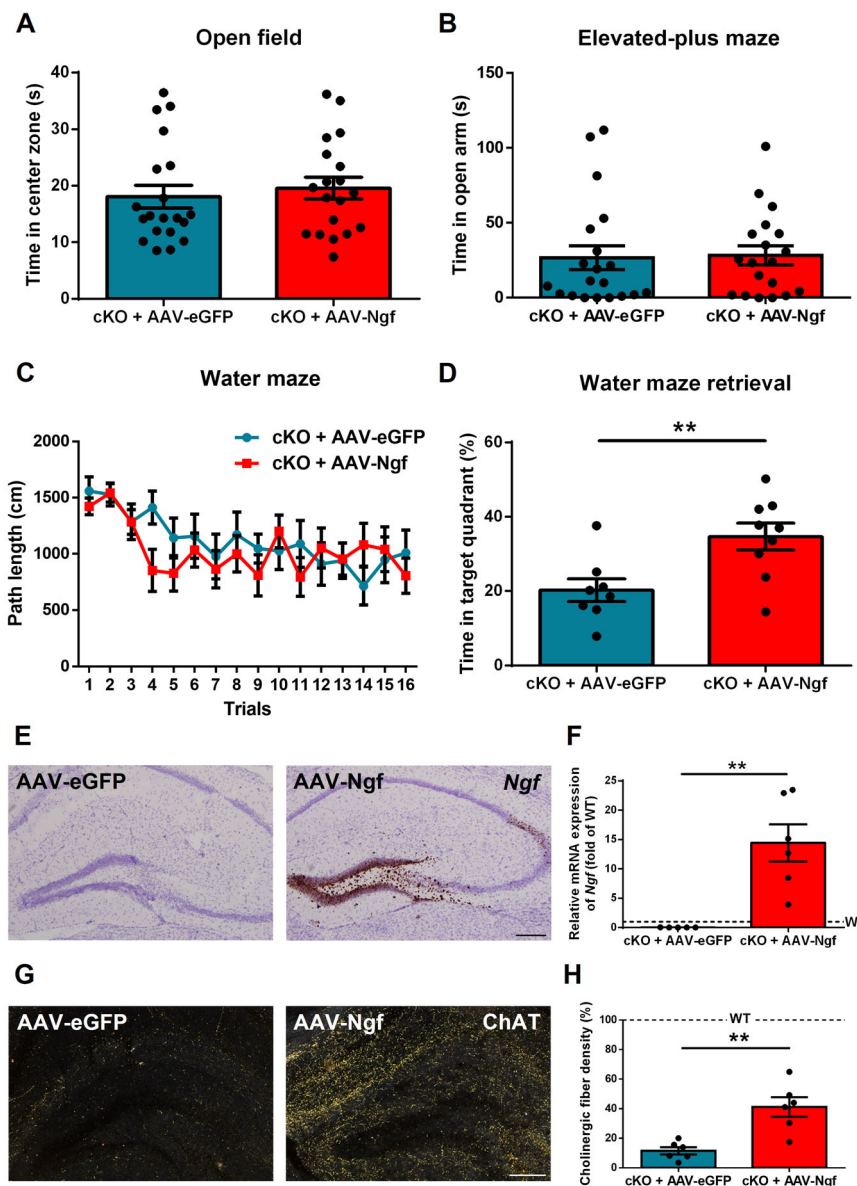 A
Open field
Time in center zone (s)
40
30
20
10
0
cKO + AAV-eGFP
cKO + AAV-Ngf
B
Elevated-plus maze
Time in open arm (s)
150
100
50
0
cKO + AAV-eGFP
cKO + AAV-Ngf
C
Water maze
cKO + AAV-eGFP
cKO + AAV-Ngf
Path length (cm)
2000
1500
1000
500
0
1 2 3 4 5 6 7 8 9 10 11 12 13 14 15 16
Trials
D
Water maze retrieval
**
Time in target quadrant (%)
60
40
20
0
cKO + AAV-eGFP
cKO + AAV-Ngf
E
AAV-eGFP
AAV-Ngf
Ngf
F
**
Relative mRNA expression
of Ngf (fold of WT)
25
20
15
10
5
0
W
cKO + AAV-eGFP
cKO + AAV-Ngf
G
AAV-eGFP
AAV-Ngf
ChAT
H
WT
**
Cholinergic fiber density (%)
100
80
60
40
20
0
cKO + AAV-eGFP
cKO + AAV-Ngf